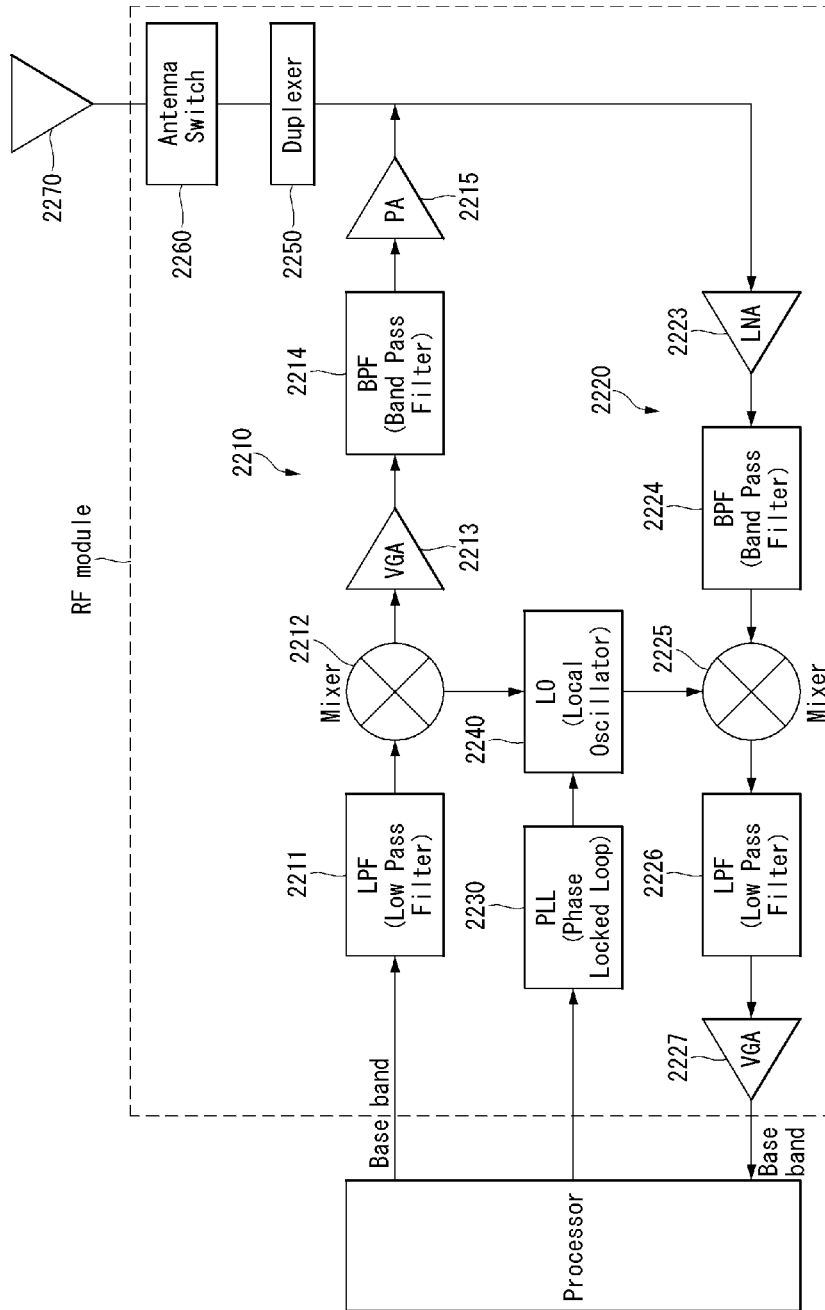 RF module
2270
Antenna
Switch
2260
Duplexer
2250
PA
2215
BPF
(Band Pass
Filter)
2214
2210
VGA
2213
Mixer
2212
LPF
(Low Pass
Filter)
2211
Base band
LO
(Local
Oscillator)
2240
PLL
(Phase
Locked Loop)
2230
Processor
LNA
2223
2220
BPF
(Band Pass
Filter)
2224
Mixer
2225
LPF
(Low Pass
Filter)
2226
VGA
2227
Base
band